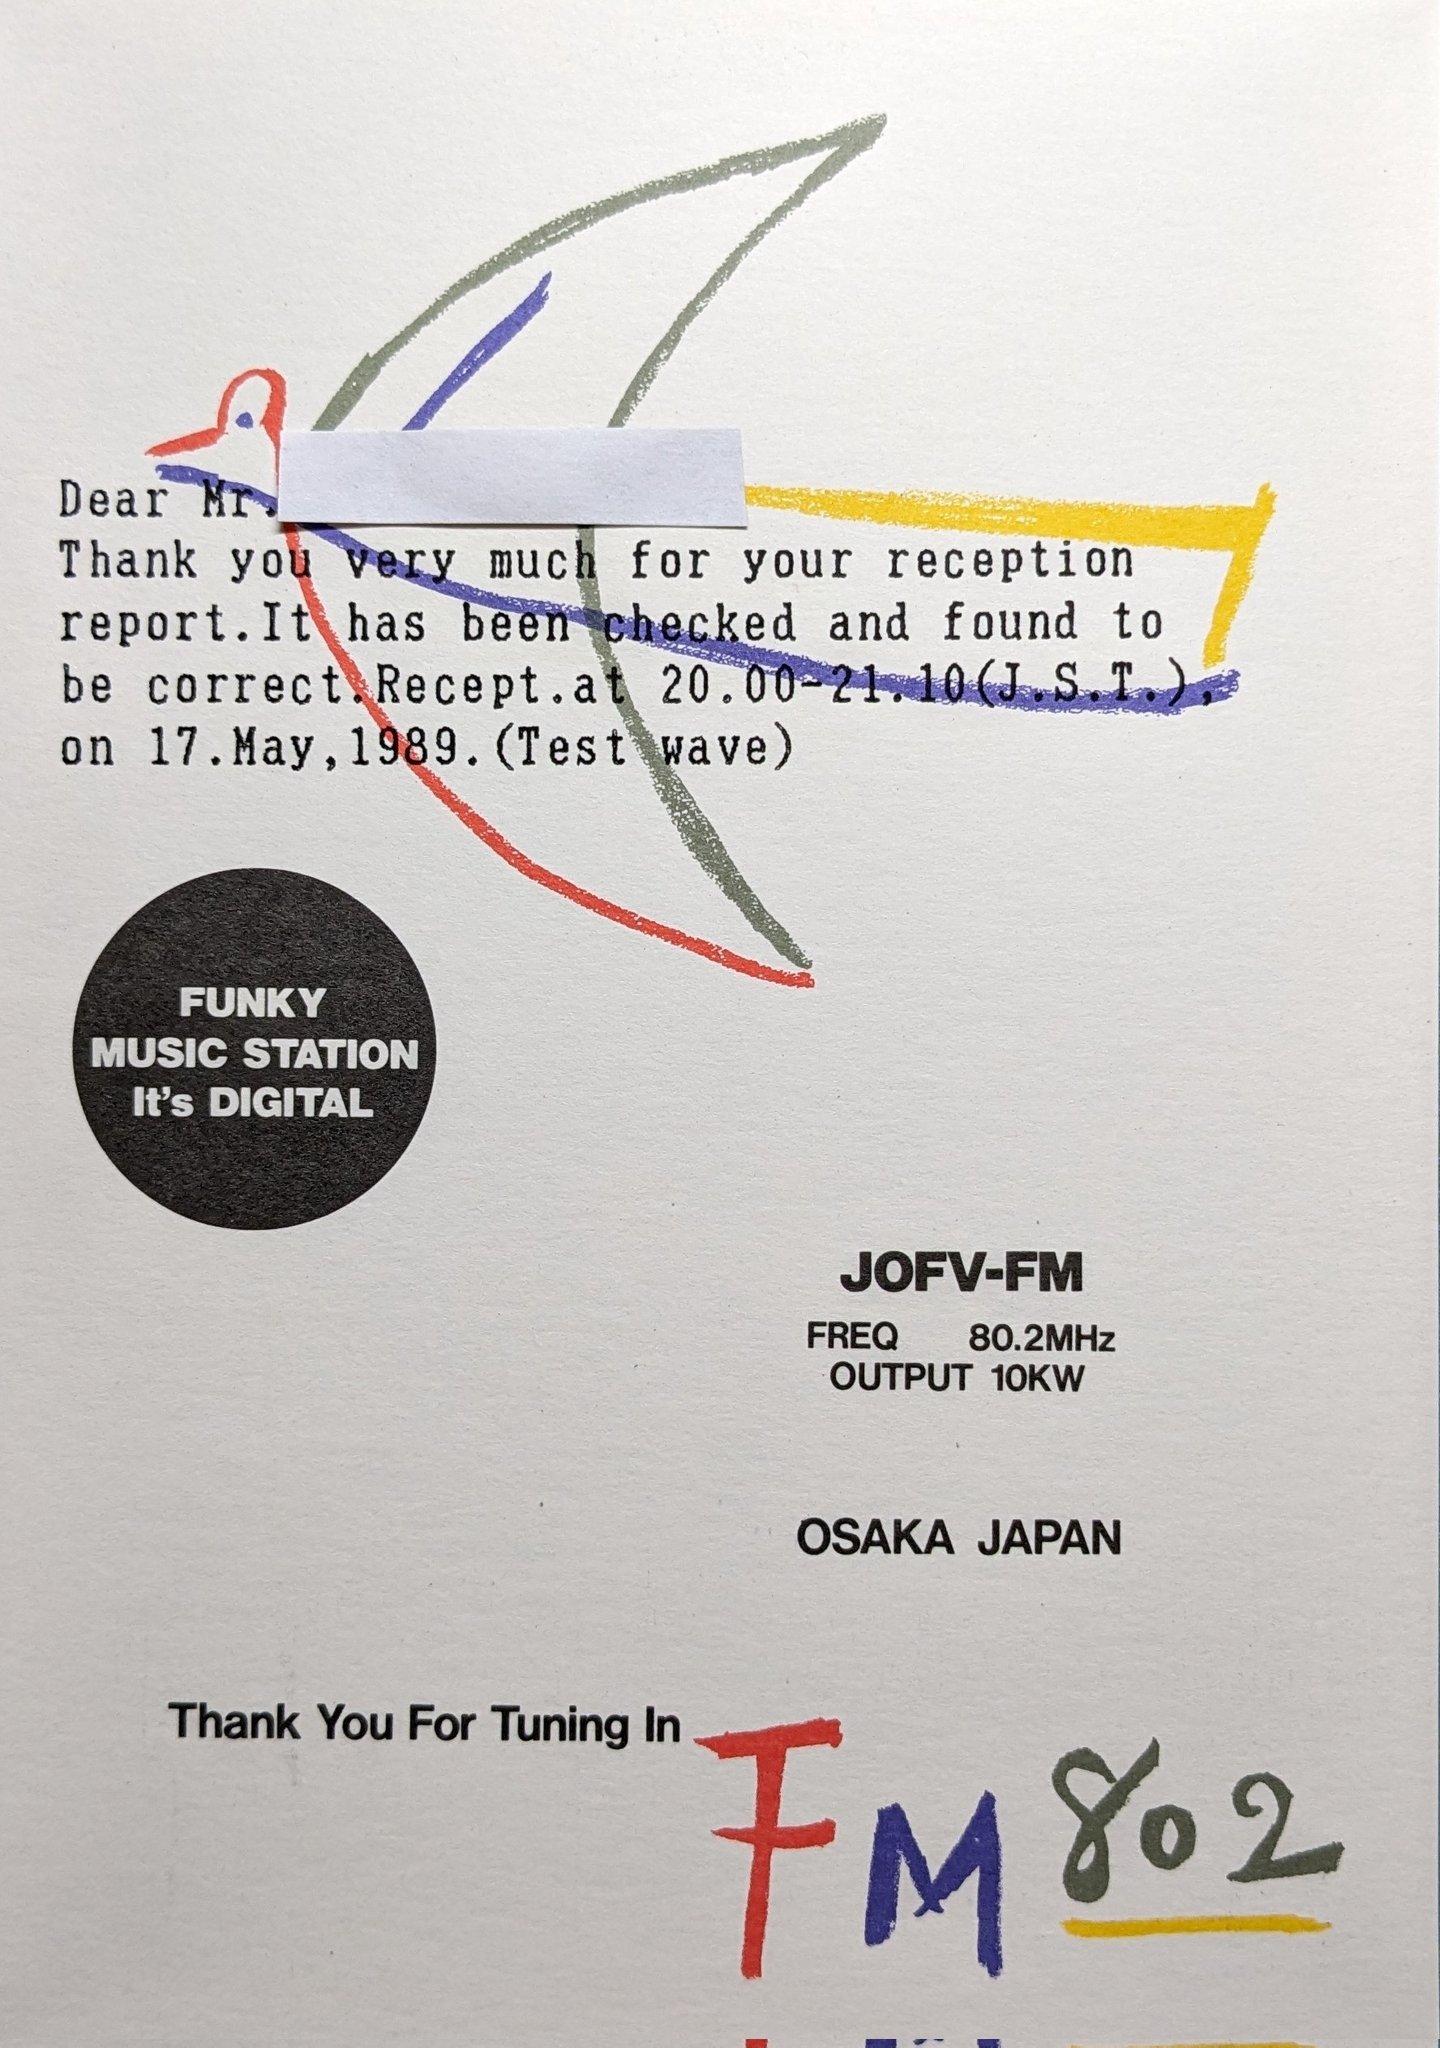 Dear Mr.
Thank you very much for your reception
report.It has been checked and found to
be correct.Recept.at 20.00-21.10(J.S.T.),
on 17.May,1989.(Test wave)
FUNKY
MUSIC STATION
It's DIGITAL
JOFV-FM
FREQ 80.2MHz
OUTPUT 10KW
OSAKA JAPAN
Thank You For Tuning In
FM 802